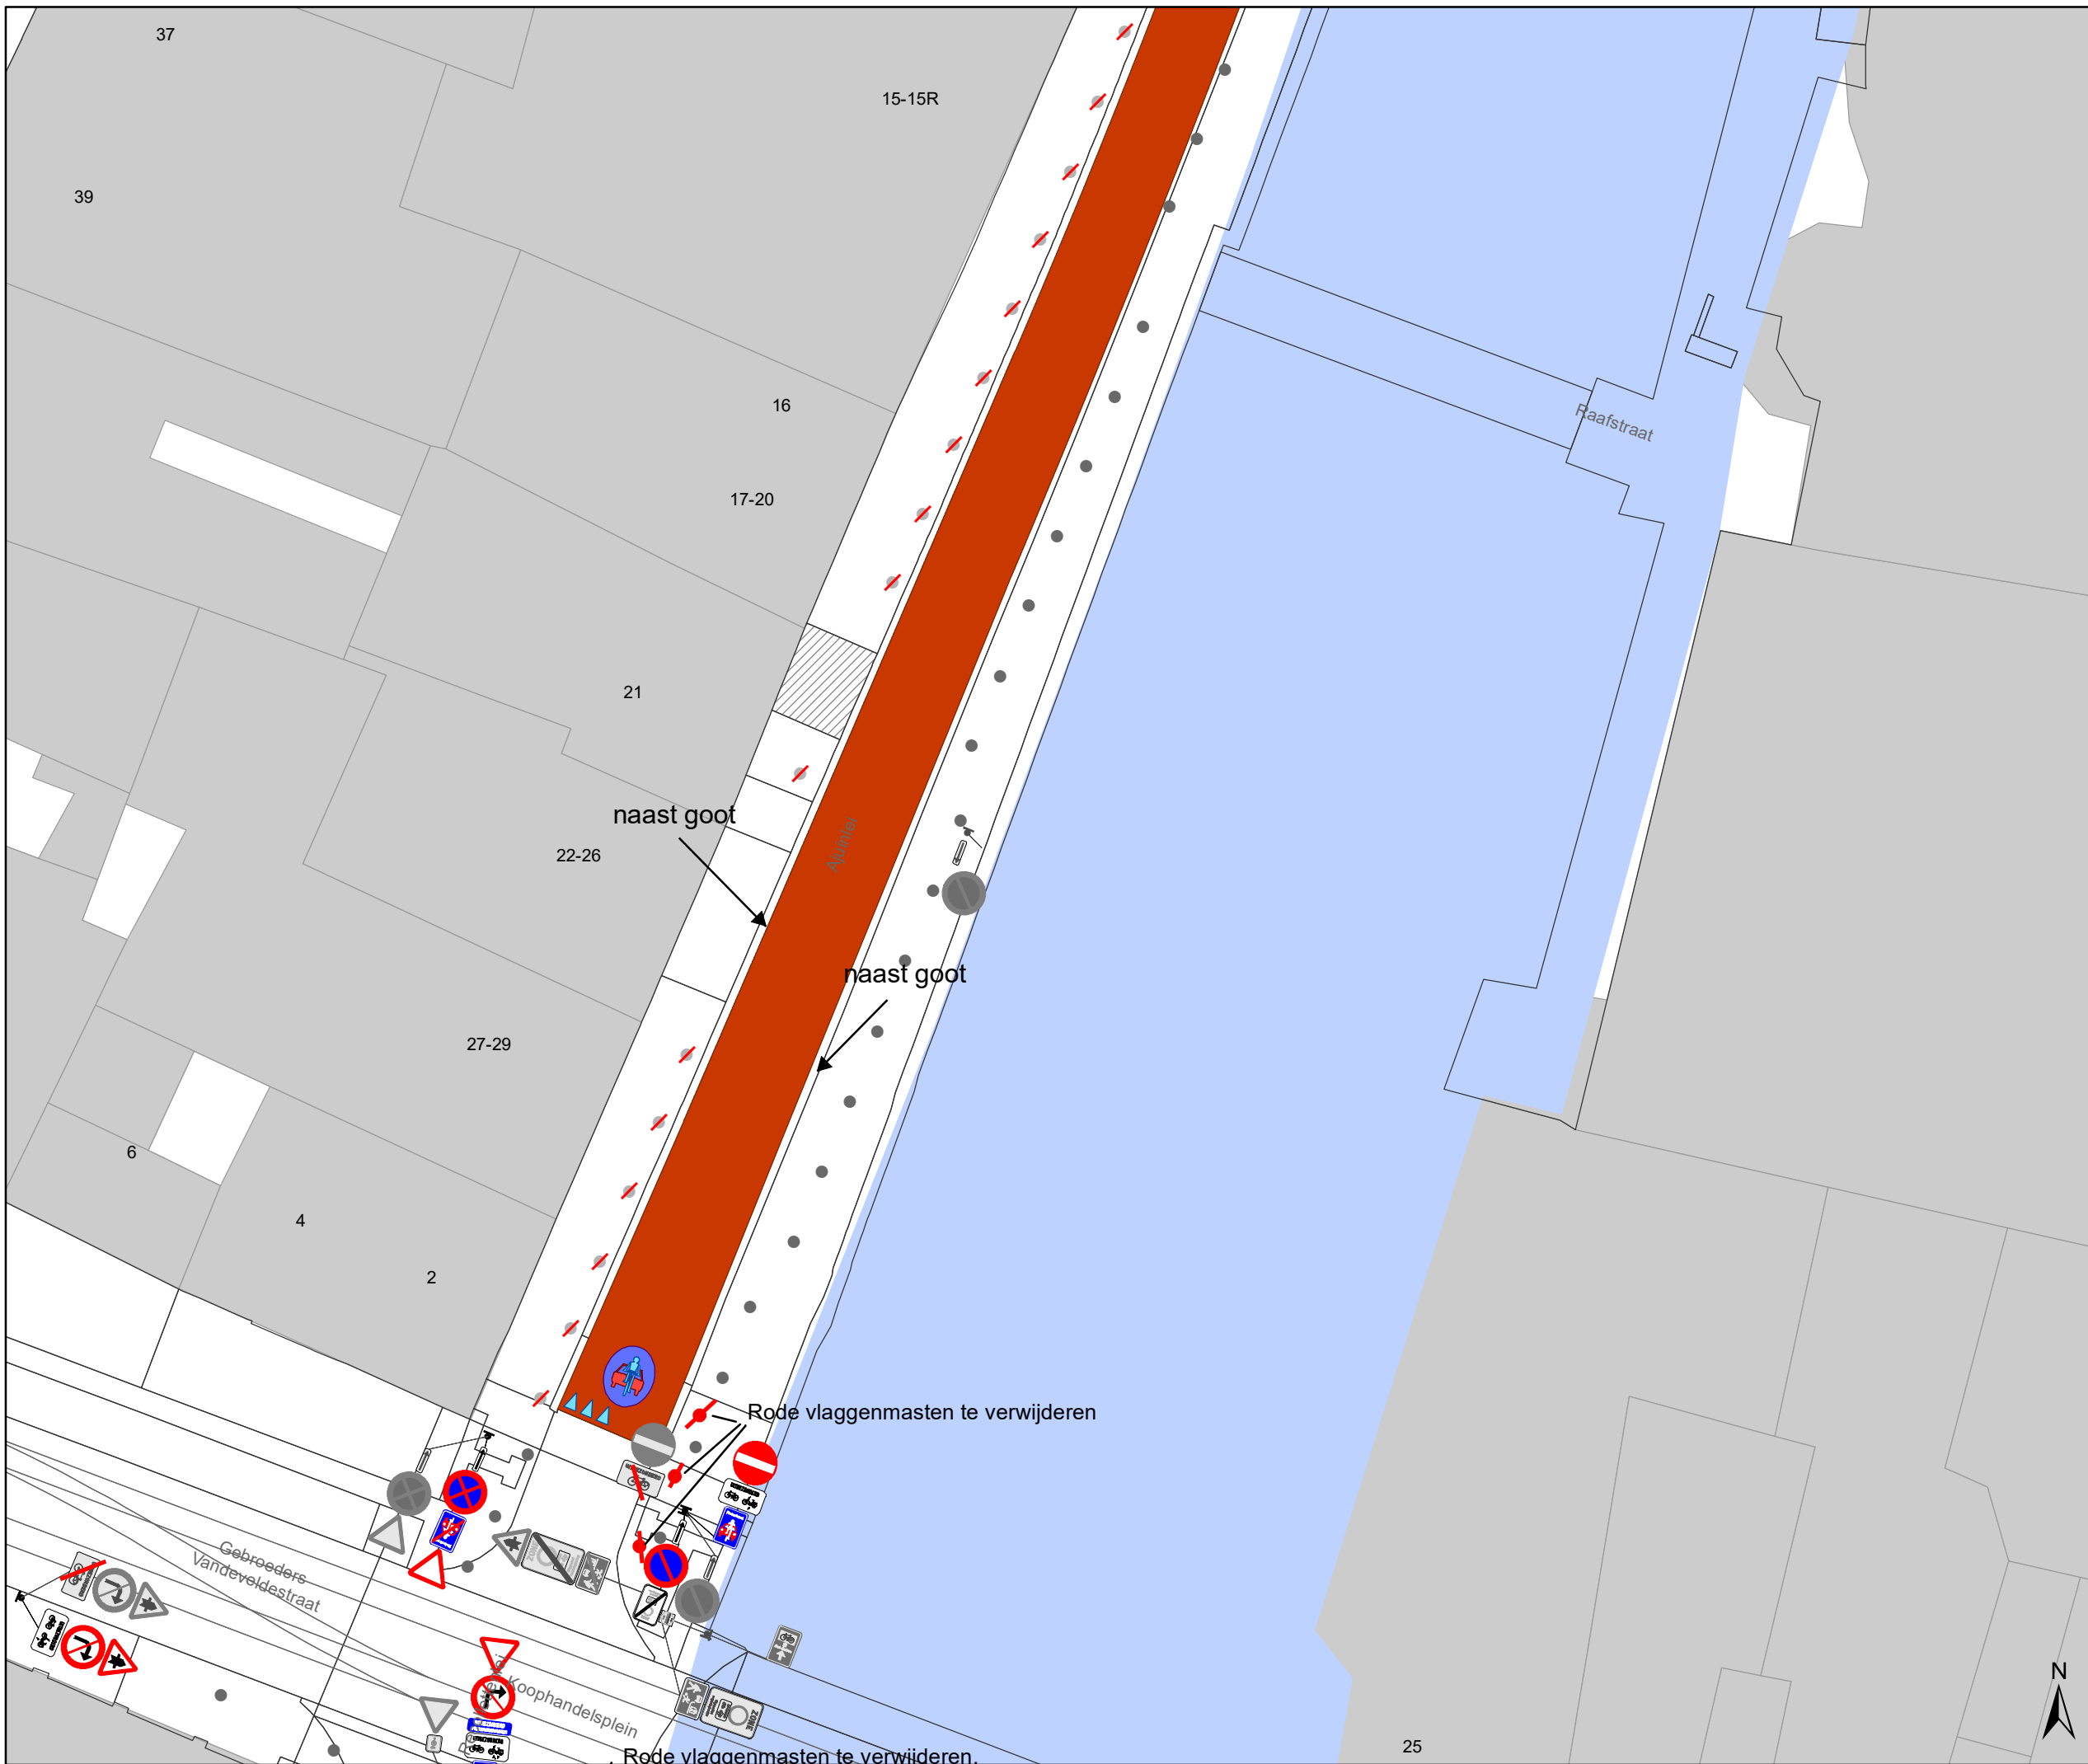 37
15-15R
39
16
Raafstraat
17-20
21
naast goot
22-26
Ajuinlei
naast goot
27-29
6
4
2
Rode vlaggenmasten te verwijderen
Gebroeders
Vandeveldestraat
Koophandelsplein
ZONE
N
25
Rode vlaggenmasten te verwijderen.